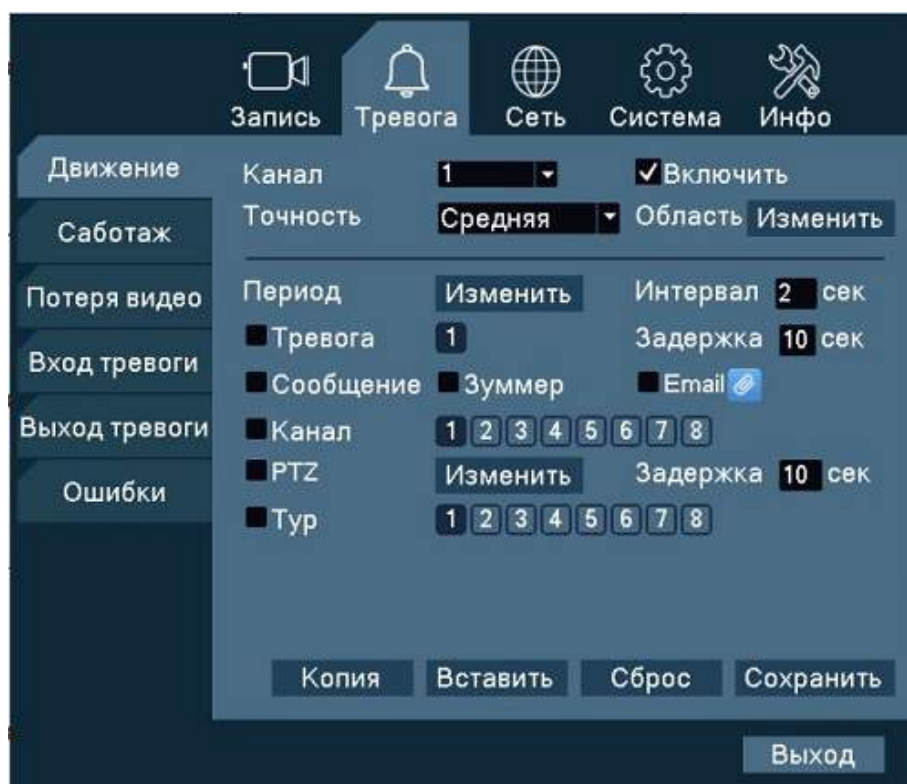 Запись Тревога Сеть Система Инфо
Движение
Саботаж
Потеря видео
Вход тревоги
Выход тревоги
Ошибки
Канал 1 Включить
Точность Средняя Область Изменить
Период Изменить Интервал 2 сек
Тревога 1 Задержка 10 сек
Сообщение Зуммер Email
Канал 1 2 3 4 5 6 7 8
PTZ Изменить Задержка 10 сек
Тур 1 2 3 4 5 6 7 8
Копия Вставить Сброс Сохранить
Выход